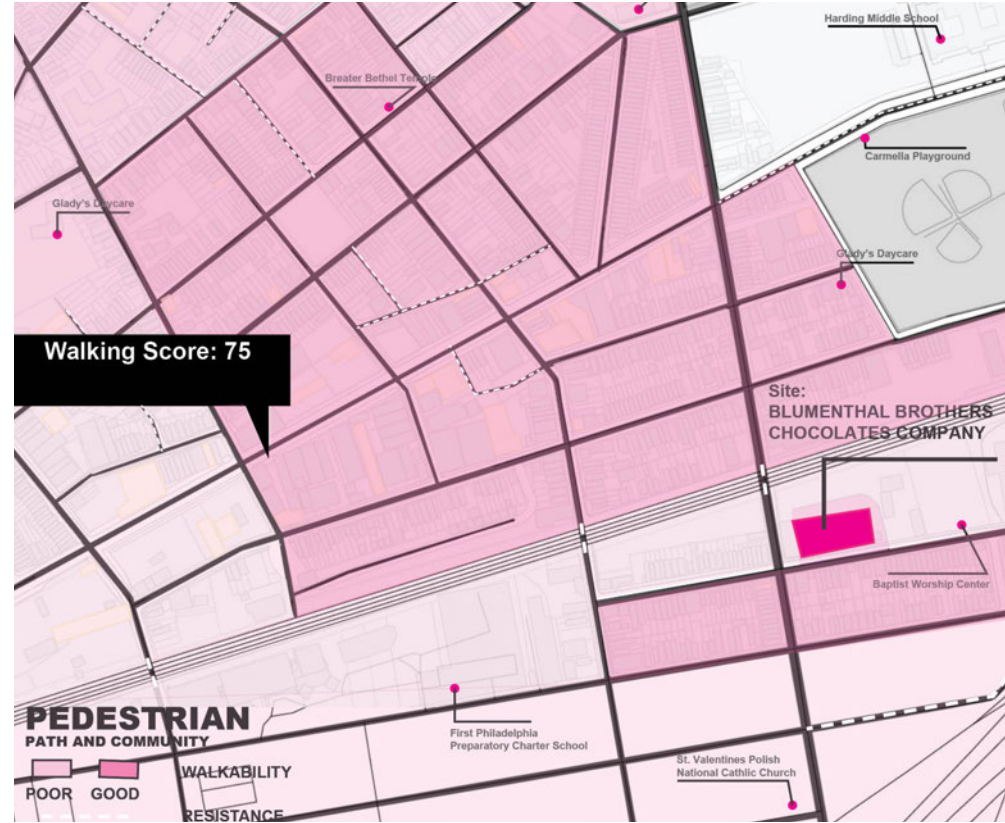 Harding Middle School
Breater Bethel Temple
Carmella Playground
Glady's Daycare
Glady's Daycare
Walking Score: 75
Site:
BLUMENTHAL BROTHERS
CHOCOLATES COMPANY
Baptist Worship Center
PEDESTRIAN
PATH AND COMMUNITY
WALKABILITY
POOR GOOD
RESISTANCE
First Philadelphia
Preparatory Charter School
St. Valentines Polish
National Cathlic Church